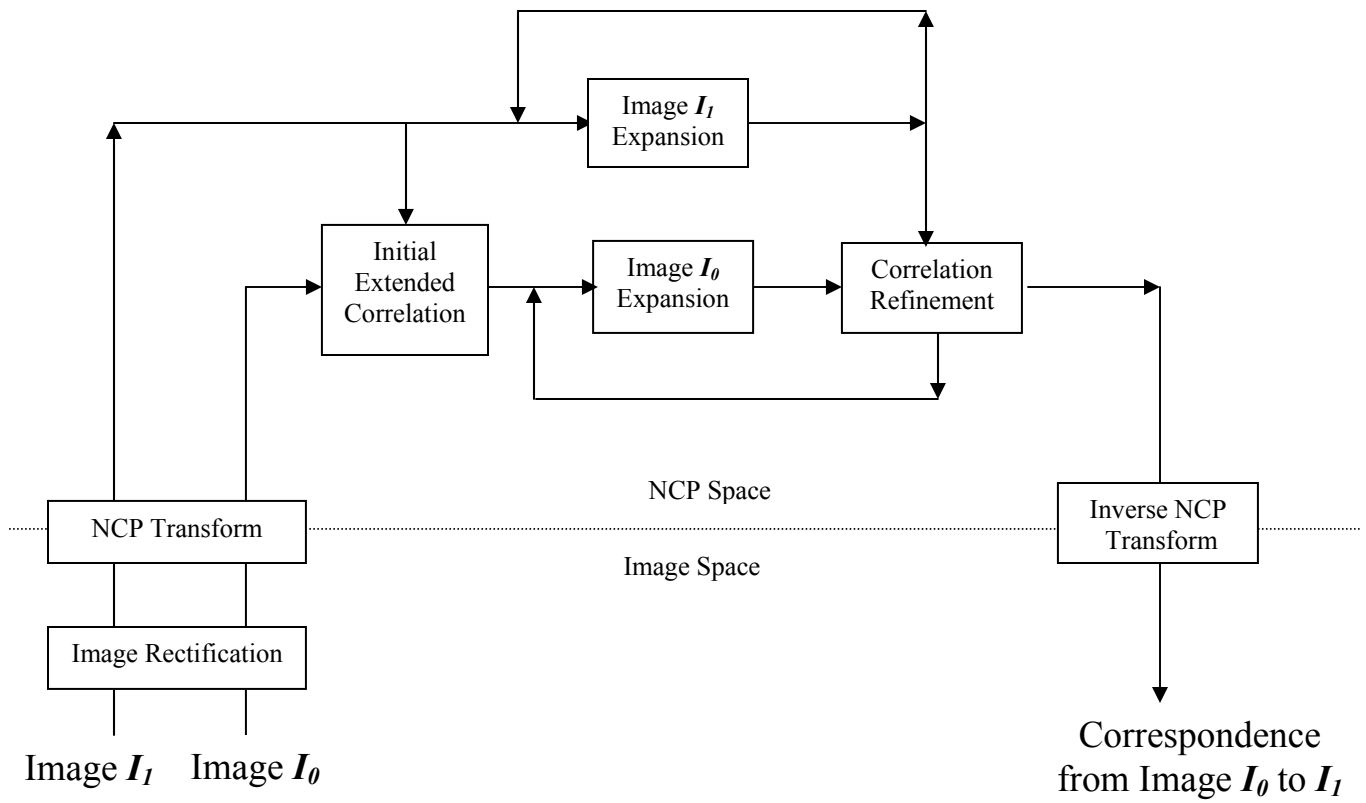 Image I1
Expansion
Initial
Extended
Correlation
Image I0
Expansion
Correlation
Refinement
NCP Space
NCP Transform
Inverse NCP
Transform
Image Space
Image Rectification
Image I1
Image I0
Correspondence
from Image I0 to I1